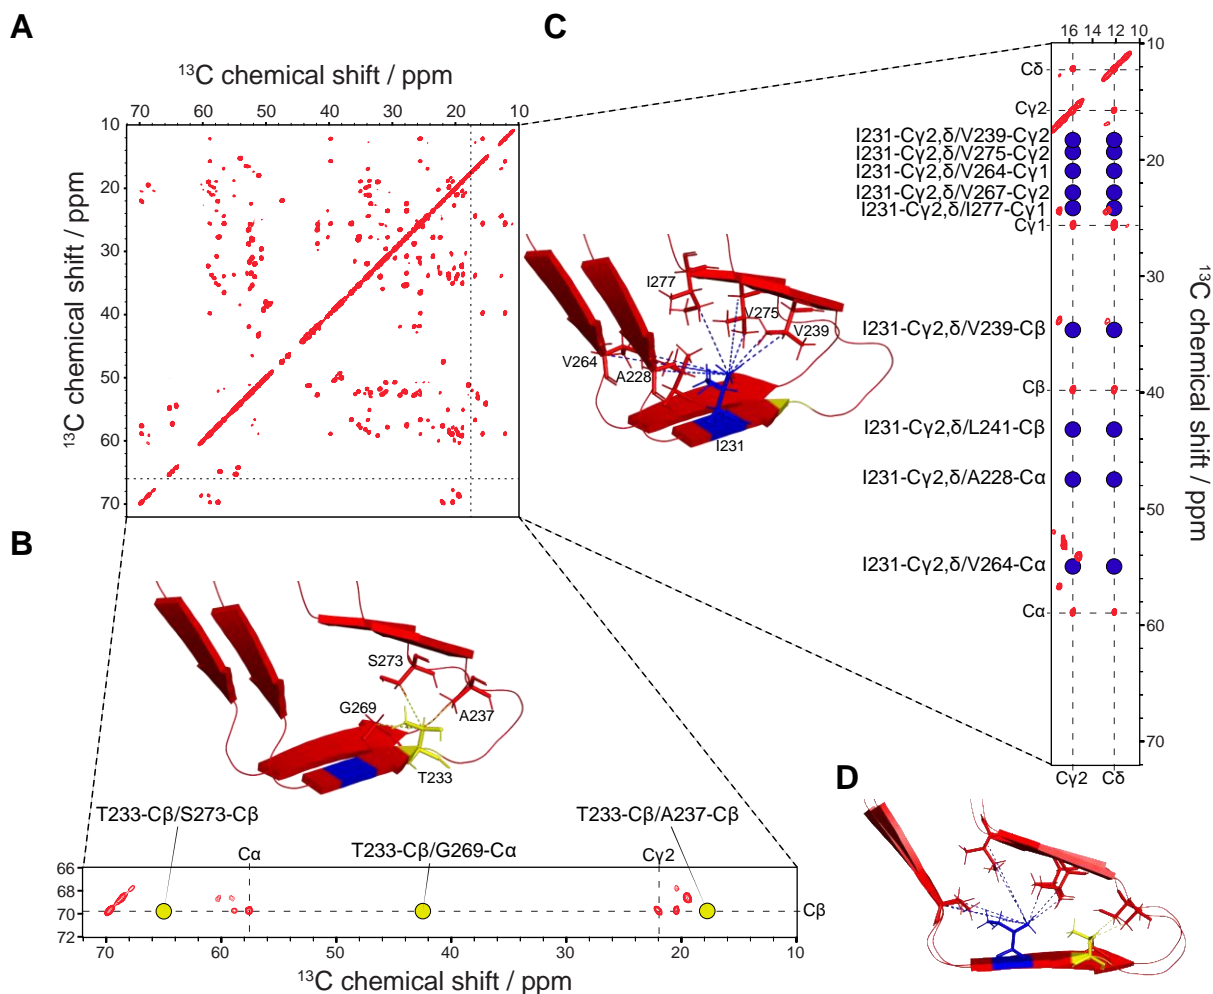 A
¹³C chemical shift / ppm
70 60 50 40 30 20 10
10
20
30
40
50
60
70
¹³C chemical shift / ppm
C
16 14 12 10
10
20
30
40
50
60
70
¹³C chemical shift / ppm
Cδ
Cγ2
I231-Cγ2,δ/V239-Cγ2
I231-Cγ2,δ/V275-Cγ2
I231-Cγ2,δ/V264-Cγ1
I231-Cγ2,δ/V267-Cγ2
I231-Cγ2,δ/I277-Cγ1
Cγ1
I231-Cγ2,δ/V239-Cβ
Cβ
I231-Cγ2,δ/L241-Cβ
I231-Cγ2,δ/A228-Cα
I231-Cγ2,δ/V264-Cα
Cα
Cγ2 Cδ
I277
V275
V239
V264
A228
I231
B
S273
G269
A237
T233
T233-Cβ/S273-Cβ
T233-Cβ/G269-Cα
T233-Cβ/A237-Cβ
Cα
Cγ2
Cβ
66
68
70
72
70 60 50 40 30 20 10
¹³C chemical shift / ppm
D